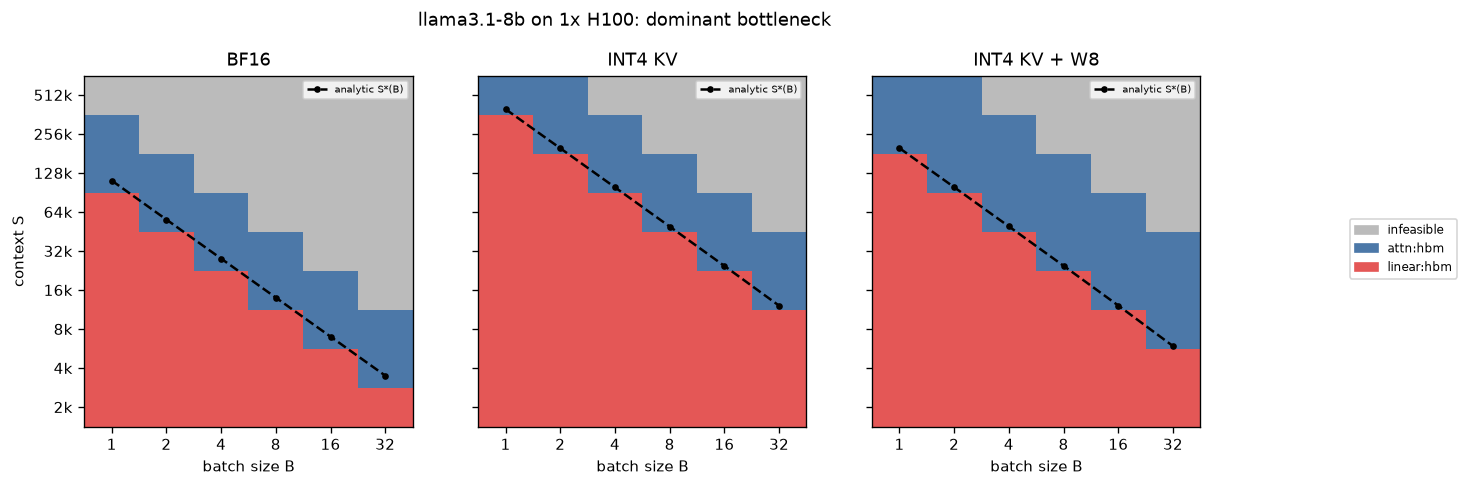 llama3.1-8b on 1x H100: dominant bottleneck
BF16
INT4 KV
INT4 KV + W8
analytic S*(B)
analytic S*(B)
analytic S*(B)
context S
512k
256k
128k
64k
32k
16k
8k
4k
2k
1 2 4 8 16 32
1 2 4 8 16 32
1 2 4 8 16 32
batch size B
batch size B
batch size B
infeasible
attn:hbm
linear:hbm